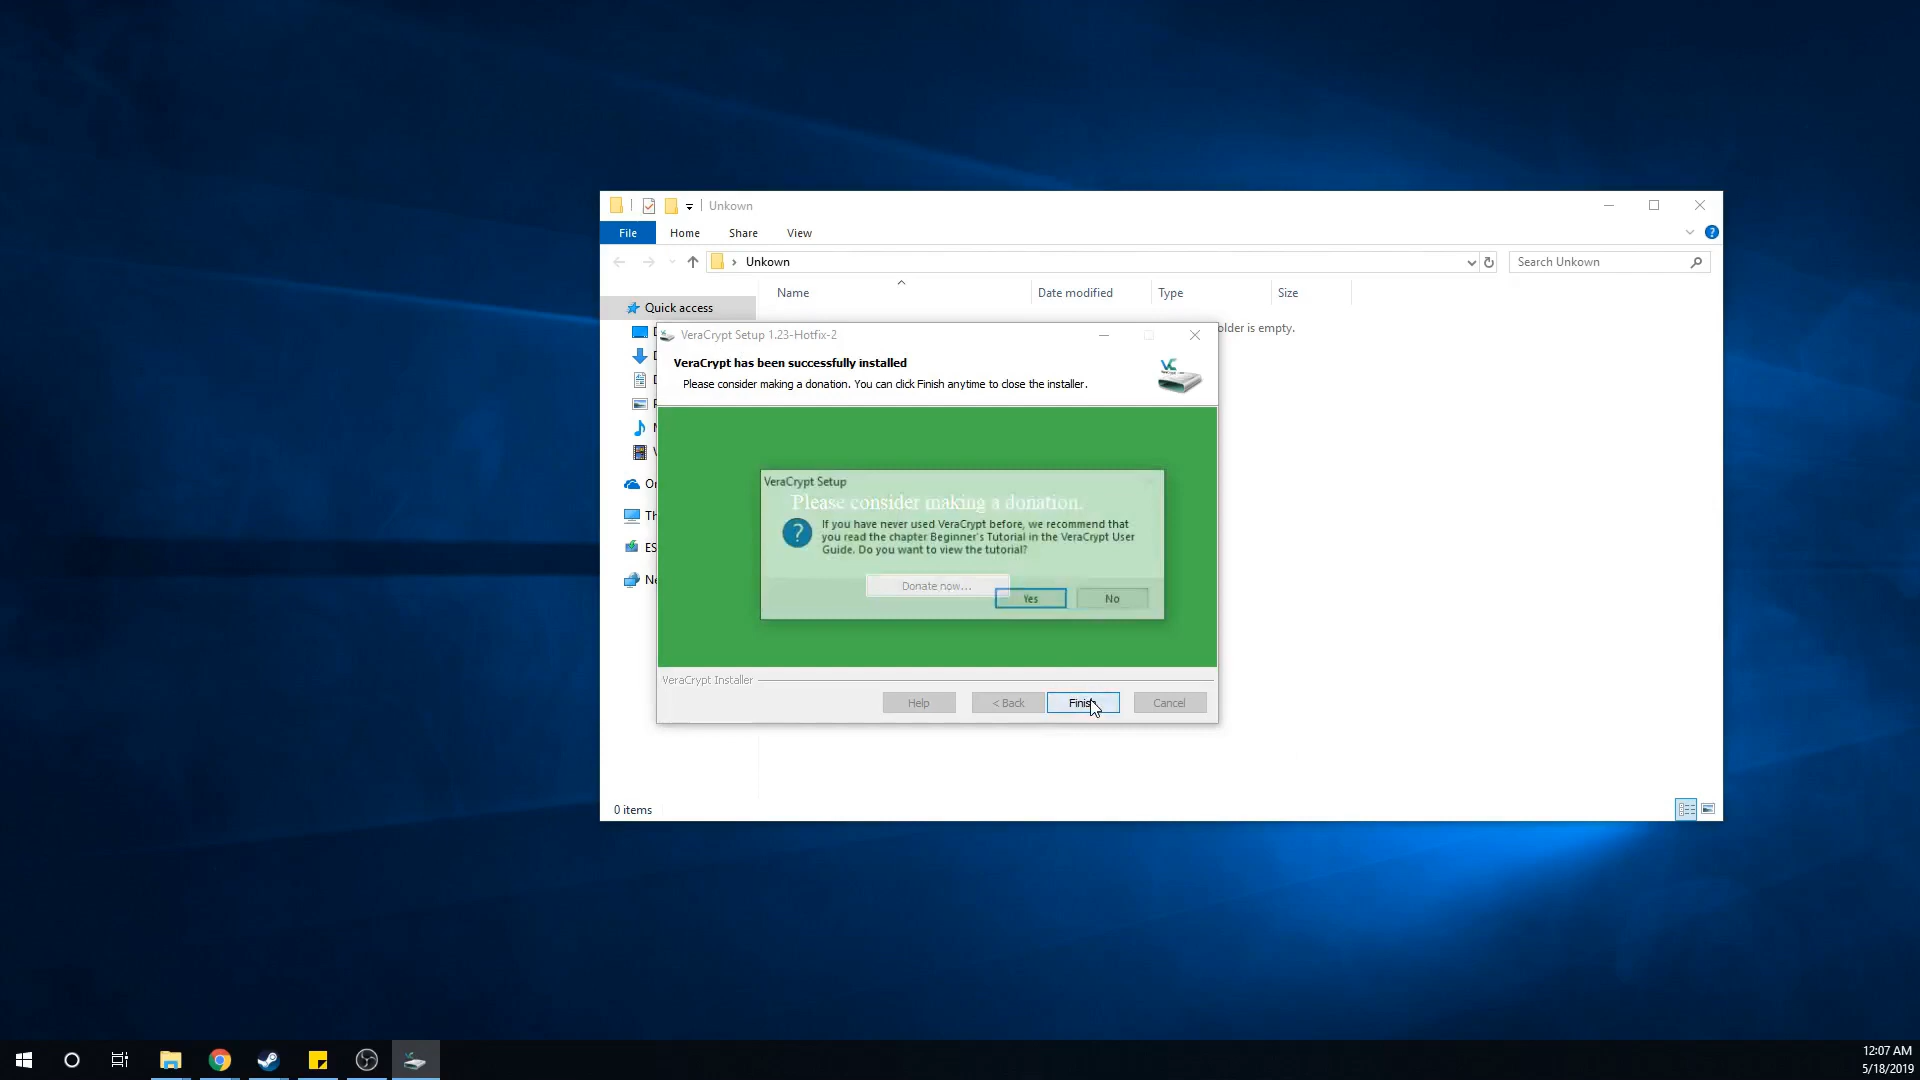 Unkown
File
Home
Share
View
Unkown
Search Unkown
Name
Date modified
Type
Size
Quick access
older is empty.
VeraCrypt Setup 1.23-Hotfix-2
VeraCrypt has been successfully installed
Please consider making a donation. You can click Finish anytime to close the installer.
VeraCrypt Setup
Please consider making a donation.
If you have never used VeraCrypt before, we recommend that
you read the chapter Beginner's Tutorial in the VeraCrypt User
Guide. Do you want to view the tutorial?
Donate now...
Yes
No
On
Th
ES
Ne
VeraCrypt Installer
Help
< Back
Finish
Cancel
0 items
12:07 AM
5/18/2019